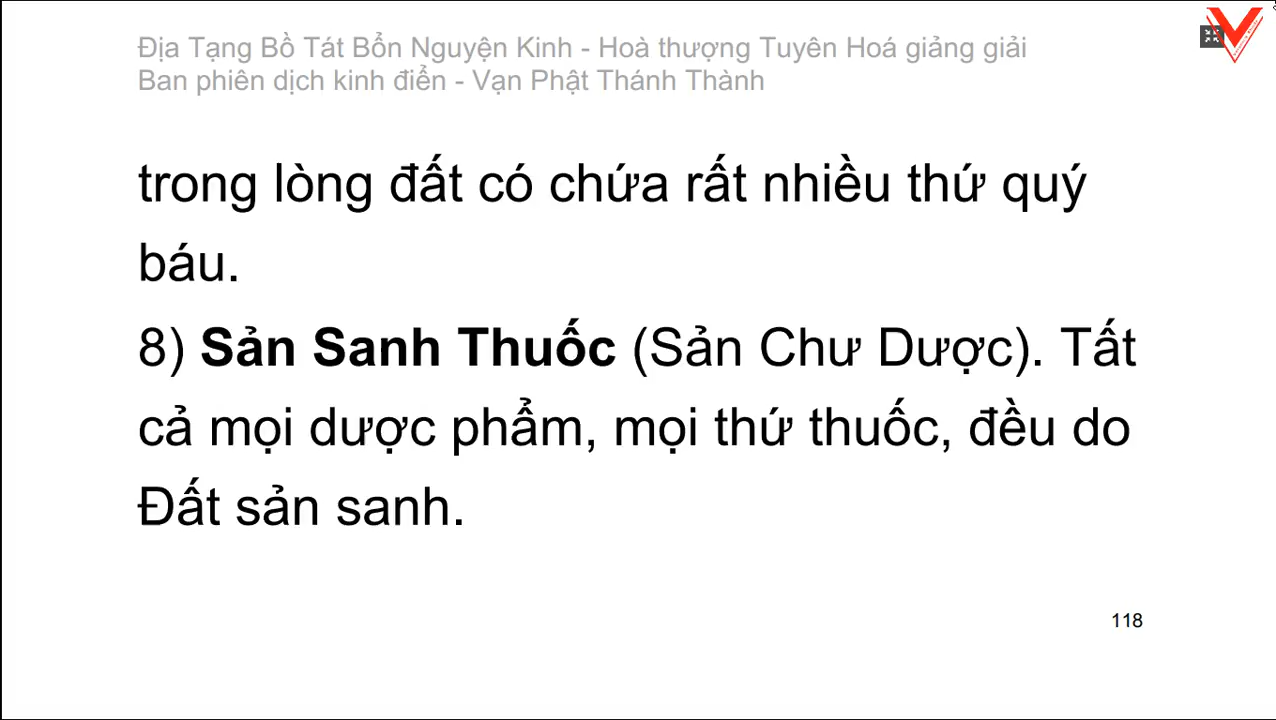 Địa Tạng Bồ Tát Bổn Nguyện Kinh - Hoà thượng Tuyên Hoá giảng giải
Ban phiên dịch kinh điển - Vạn Phật Thánh Thành
trong lòng đất có chứa rất nhiều thứ quý
báu.
8) Sản Sanh Thuốc (Sản Chư Dược). Tất
cả mọi dược phẩm, mọi thứ thuốc, đều do
Đất sản sanh.
118